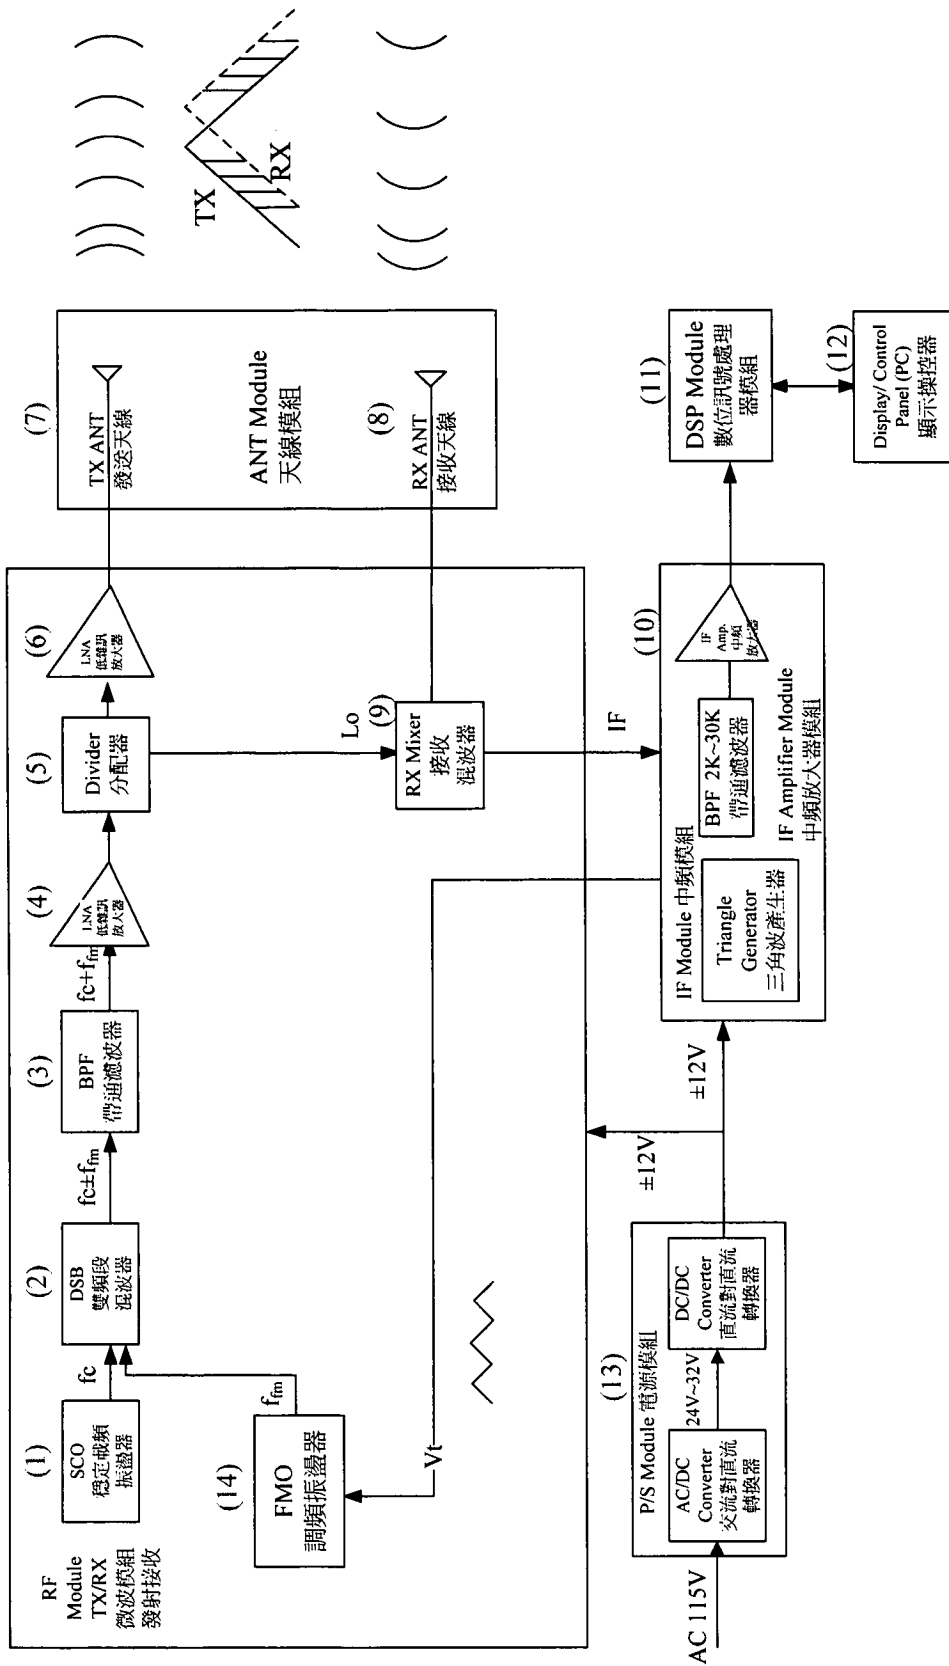 RF
Module
TX/RX
微波模組
發射接收
(1)
SCO
穩定載頻
振盪器
fc
(2)
DSB
雙頻段
混波器
fc±ffm
(3)
BPF
帶通濾波器
fc+ffm
(4)
LNA
低雜訊
放大器
(5)
Divider
分配器
(6)
LNA
低雜訊
放大器
(7)
TX ANT
發送天線
ANT Module
天線模組
(8)
RX ANT
接收天線
TX
RX
(14)
FMO
調頻振盪器
ffm
Vt
Lo
(9)
RX Mixer
接收
混波器
IF
±12V
±12V
(13)
P/S Module 電源模組
AC 115V
AC/DC
Converter
交流對直流
轉換器
24V~32V
DC/DC
Converter
直流對直流
轉換器
IF Module 中頻模組
Triangle
Generator
三角波產生器
BPF 2K~30K
帶通濾波器
(10)
IF
Amp.
中頻
放大器
IF Amplifier Module
中頻放大器模組
(11)
DSP Module
數位訊號處理
器模組
(12)
Display/ Control
Panel (PC)
顯示操控器